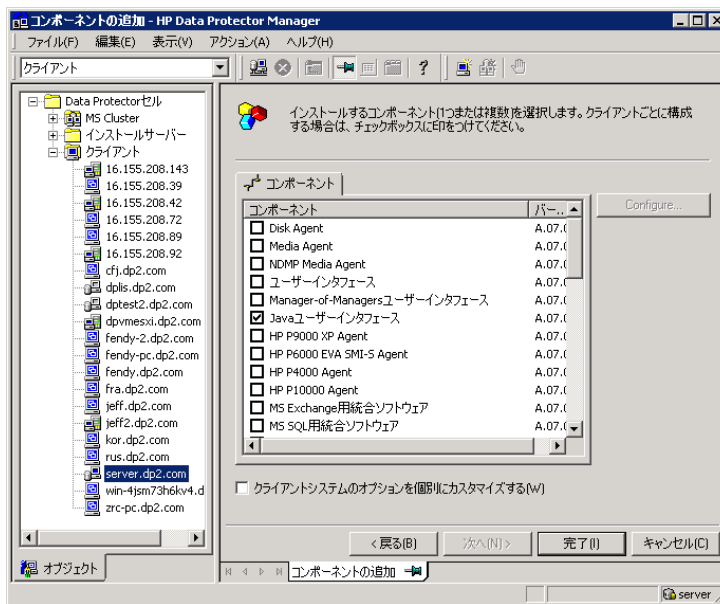 コンポーネントの追加 - HP Data Protector Manager
ファイル(F) 編集(E) 表示(V) アクション(A) ヘルプ(H)
クライアント
Data Protectorセル
MS Cluster
インストールサーバー
クライアント
16.155.208.143
16.155.208.39
16.155.208.42
16.155.208.72
16.155.208.89
16.155.208.92
cfj.dp2.com
dplis.dp2.com
dptest2.dp2.com
dpvmesxi.dp2.com
fendy-2.dp2.com
fendy-pc.dp2.com
fendy.dp2.com
fra.dp2.com
jeff.dp2.com
jeff2.dp2.com
kor.dp2.com
rus.dp2.com
server.dp2.com
win-4jsm73h6kv4.d
zrc-pc.dp2.com
オブジェクト
インストールするコンポーネント(1つまたは複数)を選択します。クライアントごとに構成
する場合は、チェックボックスに印をつけてください。
コンポーネント
コンポーネント バー...
Disk Agent A.07.0
Media Agent A.07.0
NDMP Media Agent A.07.0
ユーザーインタフェース A.07.0
Manager-of-Managersユーザーインタフェース A.07.0
Javaユーザーインタフェース A.07.0
HP P9000 XP Agent A.07.0
HP P6000 EVA SMI-S Agent A.07.0
HP P4000 Agent A.07.0
HP P10000 Agent A.07.0
MS Exchange用統合ソフトウェア A.07.0
MS SQL用統合ソフトウェア A.07.0
Configure...
クライアントシステムのオプションを個別にカスタマイズする(W)
< 戻る(B) 次へ(N) > 完了(I) キャンセル(C)
コンポーネントの追加
server